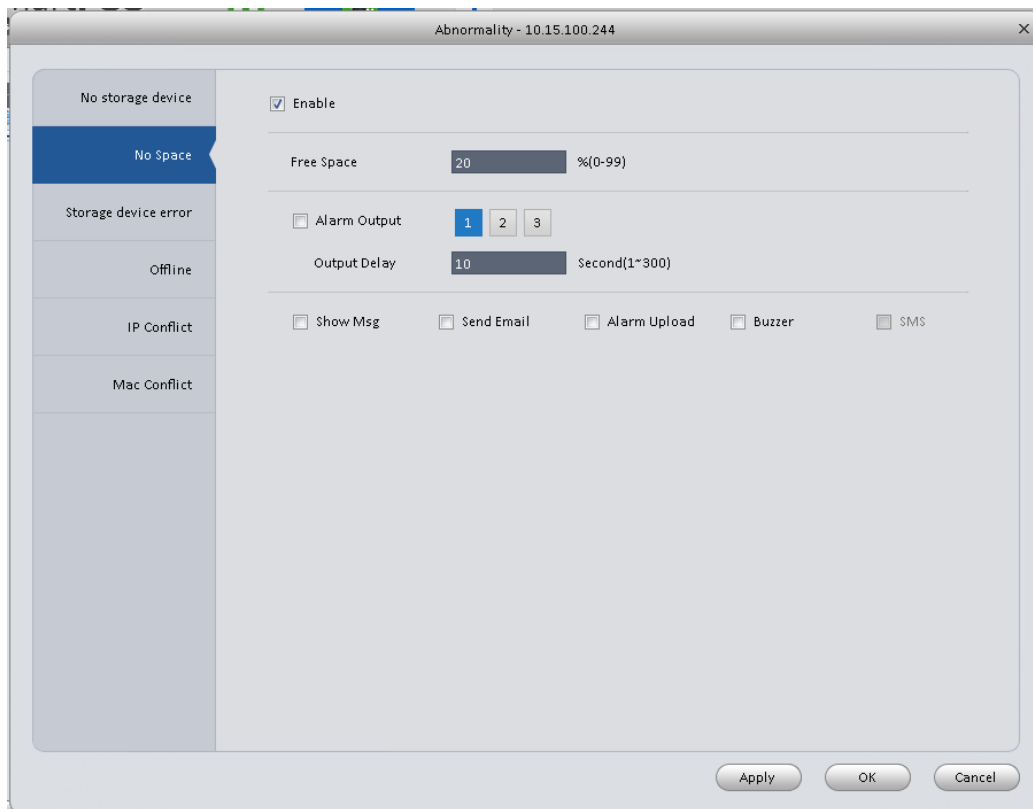 Abnormality - 10.15.100.244
No storage device
No Space
Storage device error
Offline
IP Conflict
Mac Conflict
Enable
Free Space 20 %(0-99)
Alarm Output 1 2 3
Output Delay 10 Second(1~300)
Show Msg Send Email Alarm Upload Buzzer SMS
Apply OK Cancel